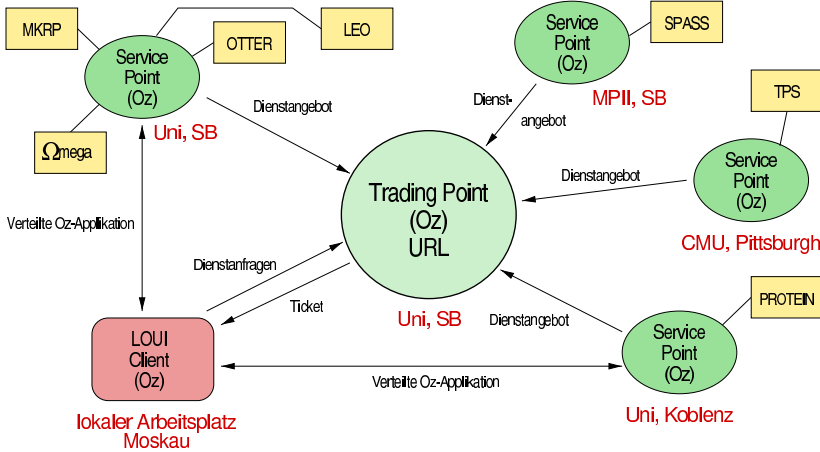 MKRP
Service
Point
(Oz)
OTTER
LEO
Ωmega
Uni, SB
Dienstangebot
Service
Point
(Oz)
SPASS
MPII, SB
Dienst-
angebot
TPS
Service
Point
(Oz)
Dienstangebot
CMU, Pittsburgh
Trading Point
(Oz)
URL
Uni, SB
Verteilte Oz-Applikation
Dienstanfragen
Ticket
Dienstangebot
PROTEIN
Service
Point
(Oz)
Uni, Koblenz
LOUI
Client
(Oz)
Verteilte Oz-Applikation
lokaler Arbeitsplatz
Moskau